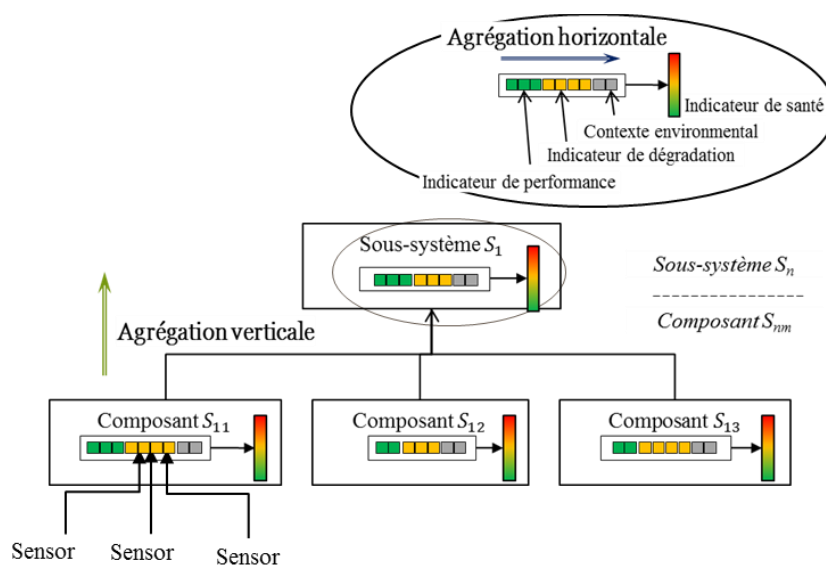 Agrégation horizontale
Indicateur de santé
Contexte environmental
Indicateur de dégradation
Indicateur de performance
Sous-système S₁
Sous-système Sₙ
Composant Sₙₘ
Agrégation verticale
Composant S₁₁
Composant S₁₂
Composant S₁₃
Sensor
Sensor
Sensor